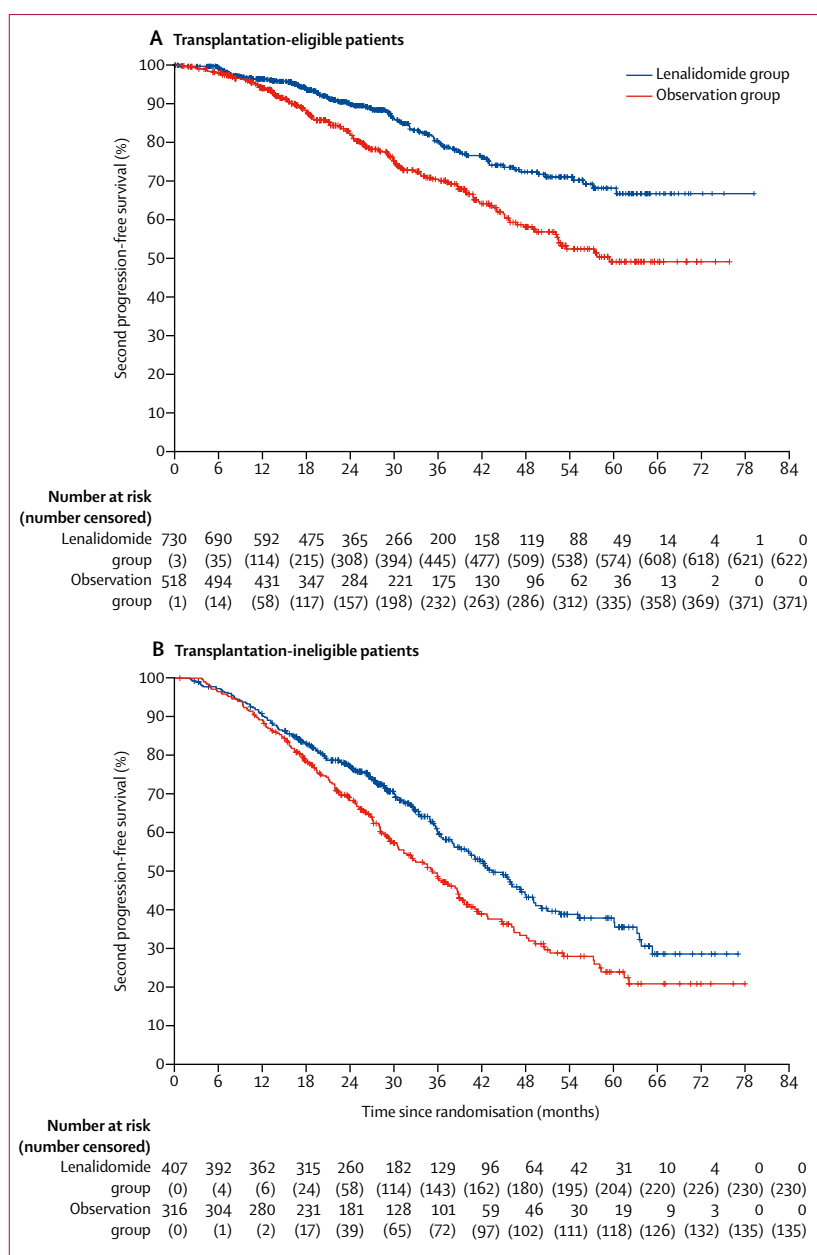 A Transplantation-eligible patients
Lenalidomide group
Observation group
Second progression-free survival (%)
100
90
80
70
60
50
40
30
20
10
0
0 6 12 18 24 30 36 42 48 54 60 66 72 78 84
Number at risk
(number censored)
Lenalidomide 730 690 592 475 365 266 200 158 119 88 49 14 4 1 0
group (3) (35) (114) (215) (308) (394) (445) (477) (509) (538) (574) (608) (618) (621) (622)
Observation 518 494 431 347 284 221 175 130 96 62 36 13 2 0 0
group (1) (14) (58) (117) (157) (198) (232) (263) (286) (312) (335) (358) (369) (371) (371)
B Transplantation-ineligible patients
Second progression-free survival (%)
100
90
80
70
60
50
40
30
20
10
0
0 6 12 18 24 30 36 42 48 54 60 66 72 78 84
Time since randomisation (months)
Number at risk
(number censored)
Lenalidomide 407 392 362 315 260 182 129 96 64 42 31 10 4 0 0
group (0) (4) (6) (24) (58) (114) (143) (162) (180) (195) (204) (220) (226) (230) (230)
Observation 316 304 280 231 181 128 101 59 46 30 19 9 3 0 0
group (0) (1) (2) (17) (39) (65) (72) (97) (102) (111) (118) (126) (132) (135) (135)